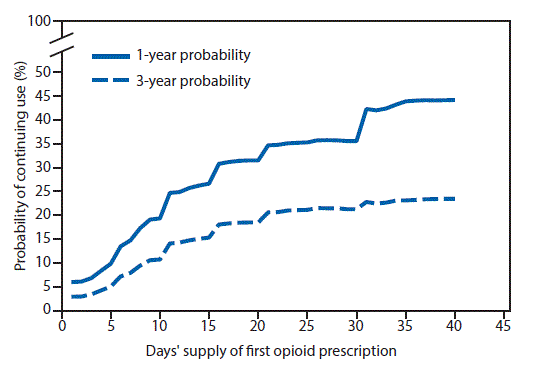 Probability of continuing use (%)
100
50
45
40
35
30
25
20
15
10
5
0
1-year probability
3-year probability
0 5 10 15 20 25 30 35 40 45
Days' supply of first opioid prescription